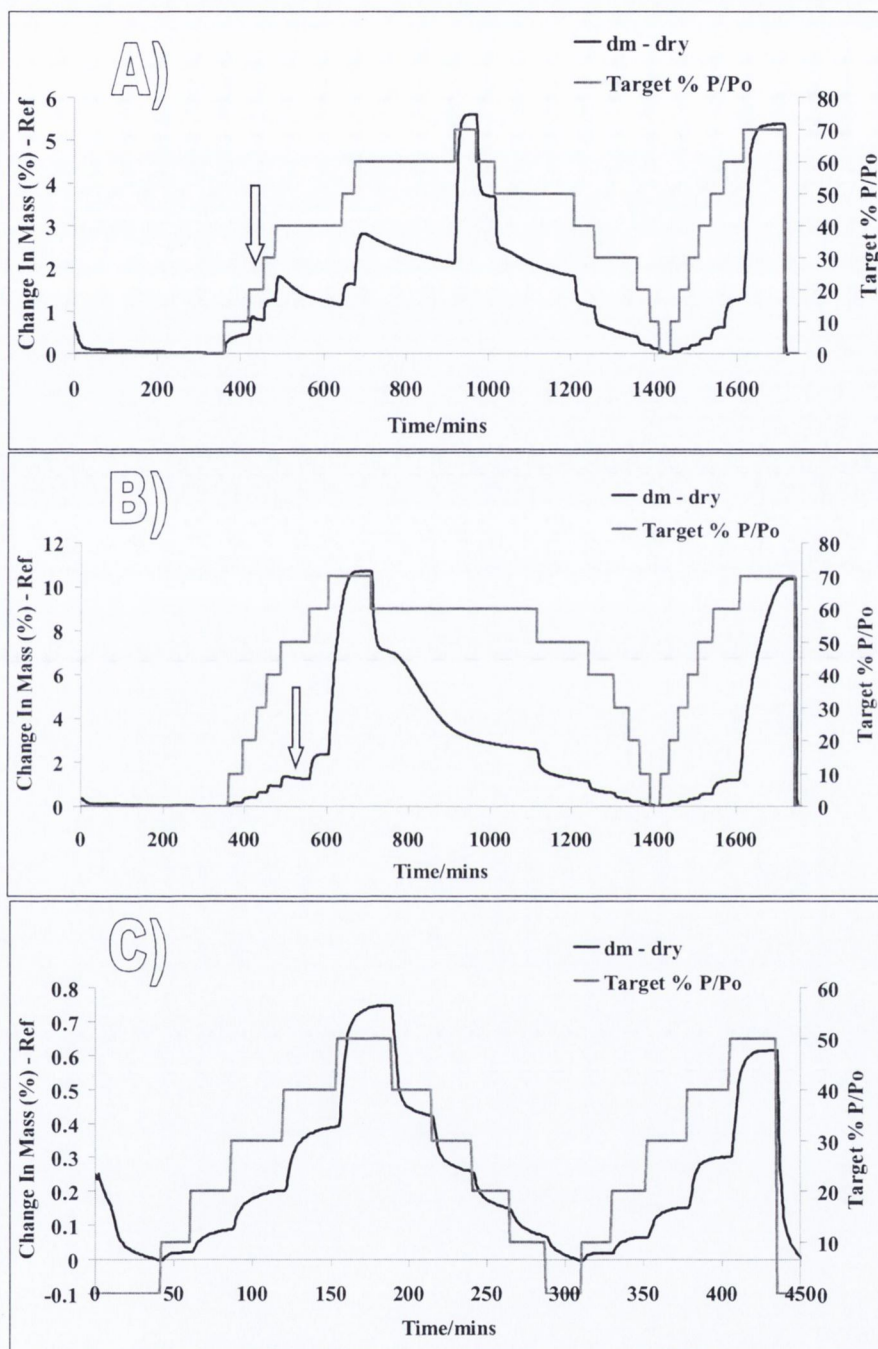 A)
dm - dry
Target % P/Po
Change In Mass (%) - Ref
6
5
4
3
2
1
0
80
70
60
50
40
30
20
10
0
Target % P/Po
0 200 400 600 800 1000 1200 1400 1600
Time/mins
B)
dm - dry
Target % P/Po
Change In Mass (%) - Ref
12
10
8
6
4
2
0
80
70
60
50
40
30
20
10
0
Target % P/Po
0 200 400 600 800 1000 1200 1400 1600
Time/mins
C)
dm - dry
Target % P/Po
Change In Mass (%) - Ref
0.8
0.7
0.6
0.5
0.4
0.3
0.2
0.1
0
-0.1
60
50
40
30
20
10
0
Target % P/Po
0 50 100 150 200 250 300 350 400 450
Time/mins